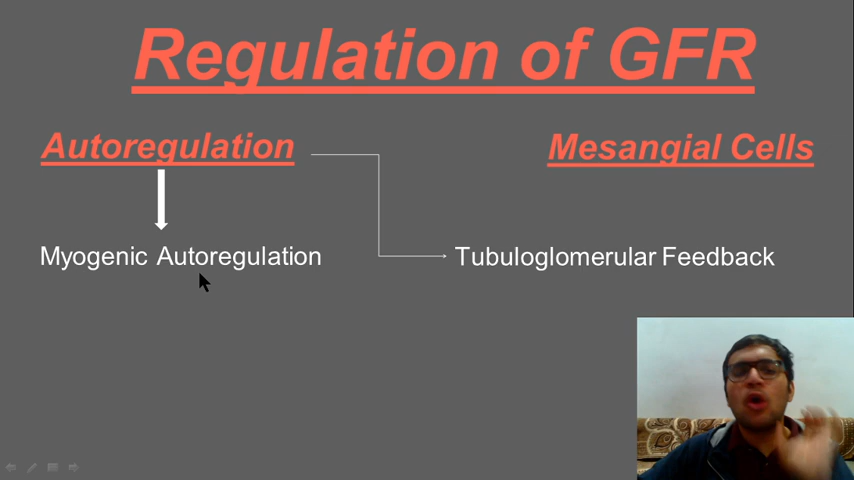 Regulation of GFR
Autoregulation
Mesangial Cells
Myogenic Autoregulation
Tubuloglomerular Feedback